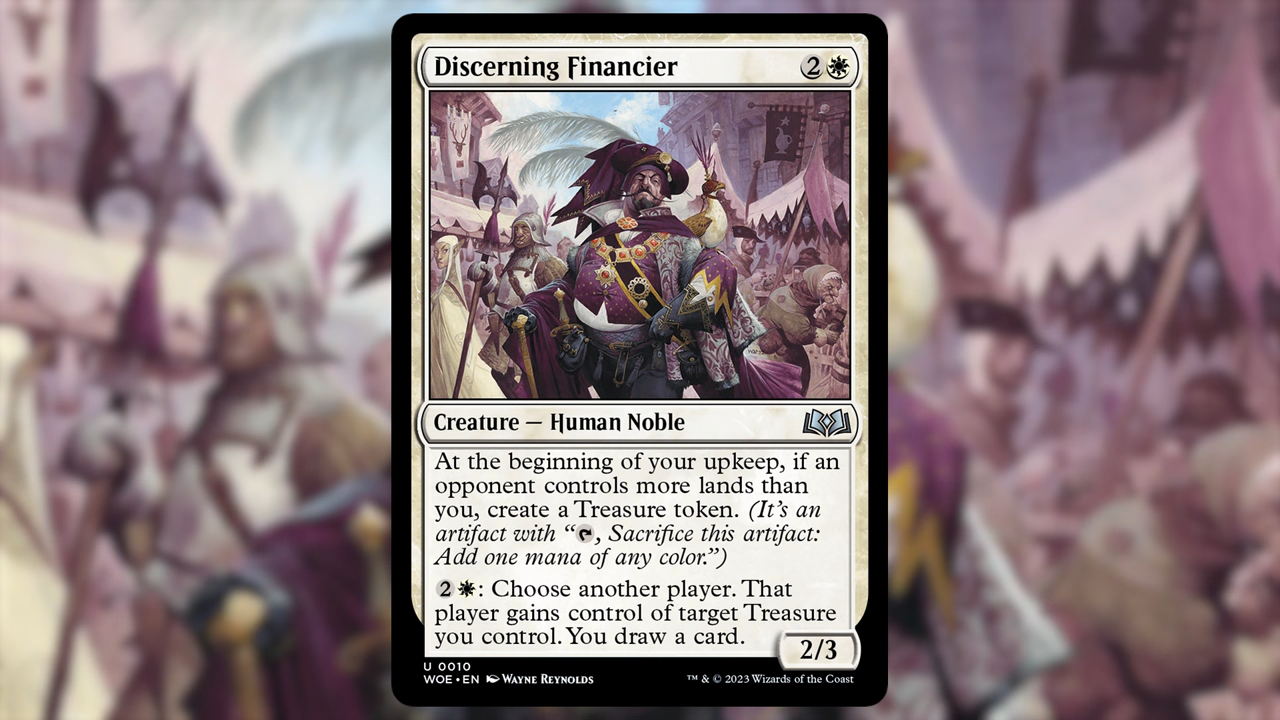 Discerning Financier 2
Creature — Human Noble
At the beginning of your upkeep, if an
opponent controls more lands than
you, create a Treasure token. (It's an
artifact with “, Sacrifice this artifact:
Add one mana of any color.”)
2 : Choose another player. That
player gains control of target Treasure
you control. You draw a card.
2/3
U 0010
WOE • EN Wayne Reynolds
™ & © 2023 Wizards of the Coast